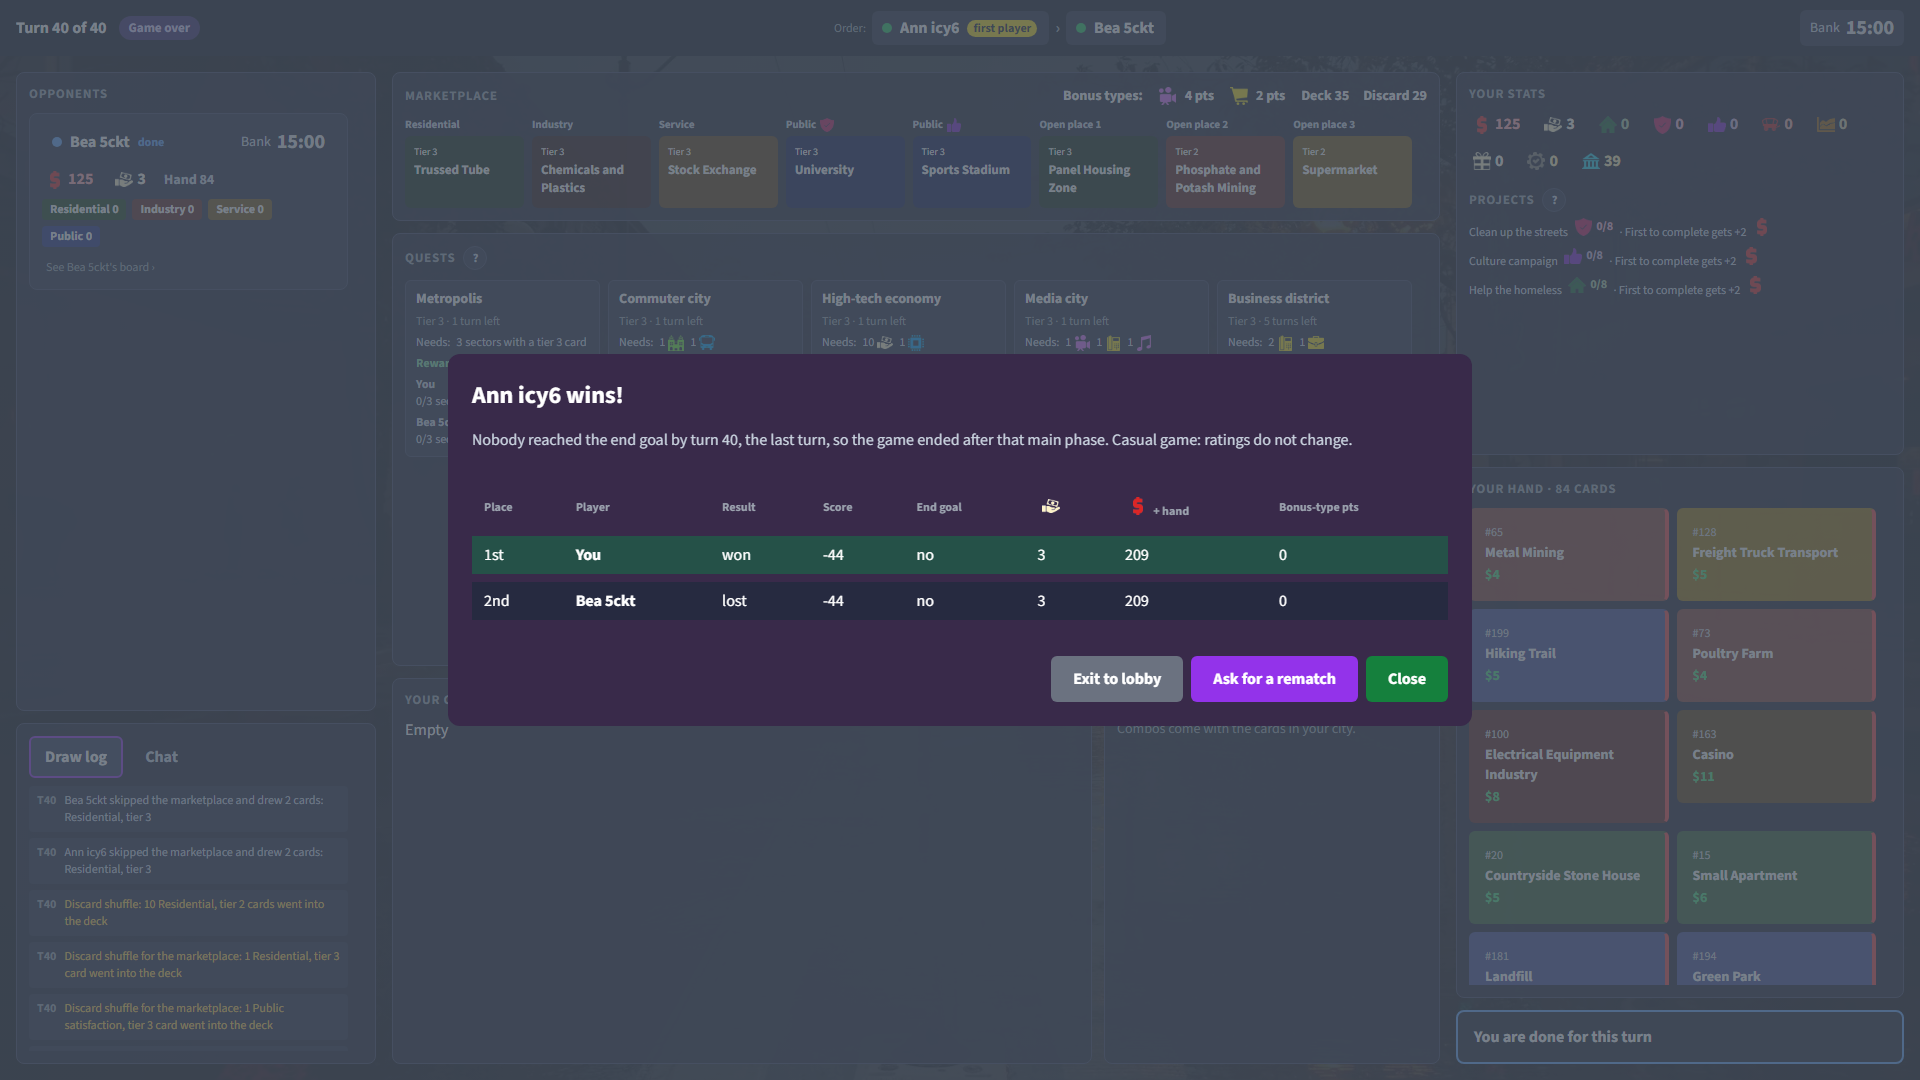 Turn 40 of 40 Game over
Order: Ann icy6 first player › Bea 5ckt
Bank 15:00
OPPONENTS
Bea 5ckt done Bank 15:00
125 3 Hand 84
Residential 0 Industry 0 Service 0
Public 0
See Bea 5ckt's board ›
MARKETPLACE
Bonus types: 4 pts 2 pts Deck 35 Discard 29
Residential Industry Service Public Public Open place 1 Open place 2 Open place 3
Tier 3
Trussed Tube
Tier 3
Chemicals and
Plastics
Tier 3
Stock Exchange
Tier 3
University
Tier 3
Sports Stadium
Tier 3
Panel Housing
Zone
Tier 2
Phosphate and
Potash Mining
Tier 2
Supermarket
QUESTS ?
Metropolis
Tier 3 · 1 turn left
Needs: 3 sectors with a tier 3 card
Rewar
You
0/3 se
Bea 5c
0/3 se
Commuter city
Tier 3 · 1 turn left
Needs: 1 1
High-tech economy
Tier 3 · 1 turn left
Needs: 10 1
Media city
Tier 3 · 1 turn left
Needs: 1 1 1
Business district
Tier 3 · 5 turns left
Needs: 2 1
YOUR STATS
125 3 0 0 0 0 0
0 0 39
PROJECTS ?
Clean up the streets 0/8 · First to complete gets +2
Culture campaign 0/8 · First to complete gets +2
Help the homeless 0/8 · First to complete gets +2
Ann icy6 wins!
Nobody reached the end goal by turn 40, the last turn, so the game ended after that main phase. Casual game: ratings do not change.
Place Player Result Score End goal $ + hand Bonus-type pts
1st You won -44 no 3 209 0
2nd Bea 5ckt lost -44 no 3 209 0
Exit to lobby Ask for a rematch Close
YOUR C
Empty
Combos come with the cards in your city.
Draw log Chat
T40 Bea 5ckt skipped the marketplace and drew 2 cards:
Residential, tier 3
T40 Ann icy6 skipped the marketplace and drew 2 cards:
Residential, tier 3
T40 Discard shuffle: 10 Residential, tier 2 cards went into
the deck
T40 Discard shuffle for the marketplace: 1 Residential, tier 3
card went into the deck
T40 Discard shuffle for the marketplace: 1 Public
satisfaction, tier 3 card went into the deck
YOUR HAND · 84 CARDS
#65
Metal Mining
$4
#128
Freight Truck Transport
$5
#199
Hiking Trail
$5
#73
Poultry Farm
$4
#100
Electrical Equipment
Industry
$8
#163
Casino
$11
#20
Countryside Stone House
$5
#15
Small Apartment
$6
#181
Landfill
#194
Green Park
You are done for this turn